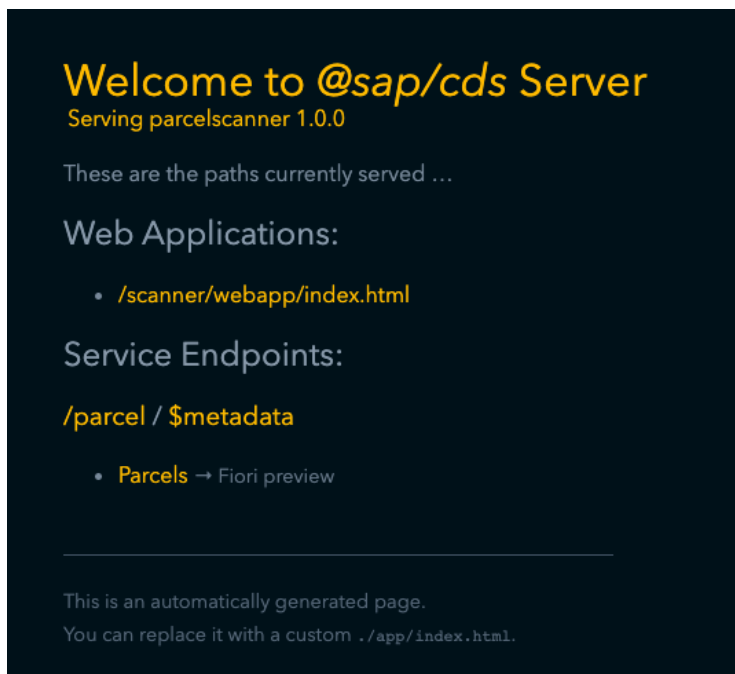 Welcome to @sap/cds Server
Serving parcelscanner 1.0.0
These are the paths currently served …
Web Applications:
• /scanner/webapp/index.html
Service Endpoints:
/parcel / $metadata
• Parcels → Fiori preview
This is an automatically generated page.
You can replace it with a custom ./app/index.html.